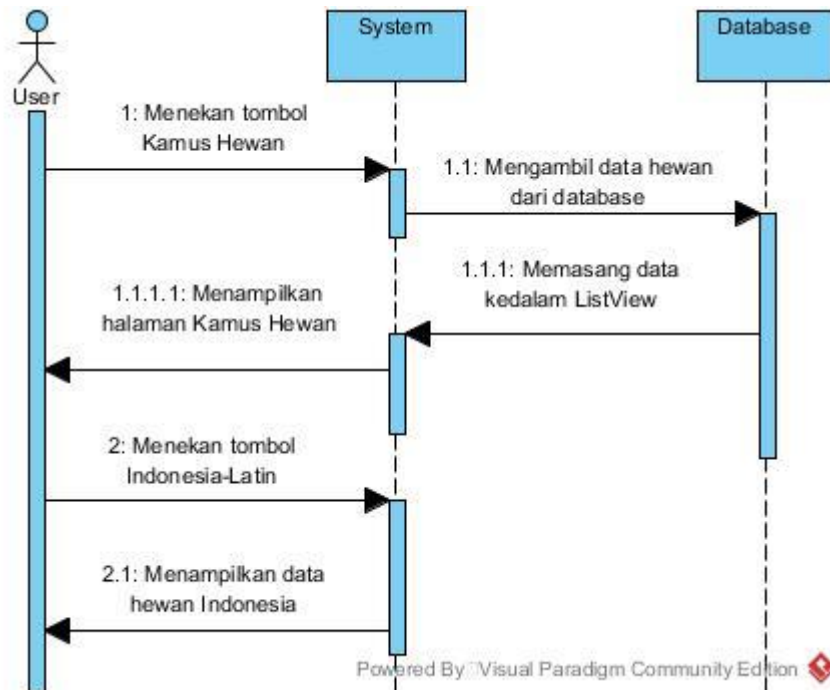 System
Database
User
1: Menekan tombol
Kamus Hewan
1.1: Mengambil data hewan
dari database
1.1.1: Memasang data
kedalam ListView
1.1.1.1: Menampilkan
halaman Kamus Hewan
2: Menekan tombol
Indonesia-Latin
2.1: Menampilkan data
hewan Indonesia
Powered By Visual Paradigm Community Edition